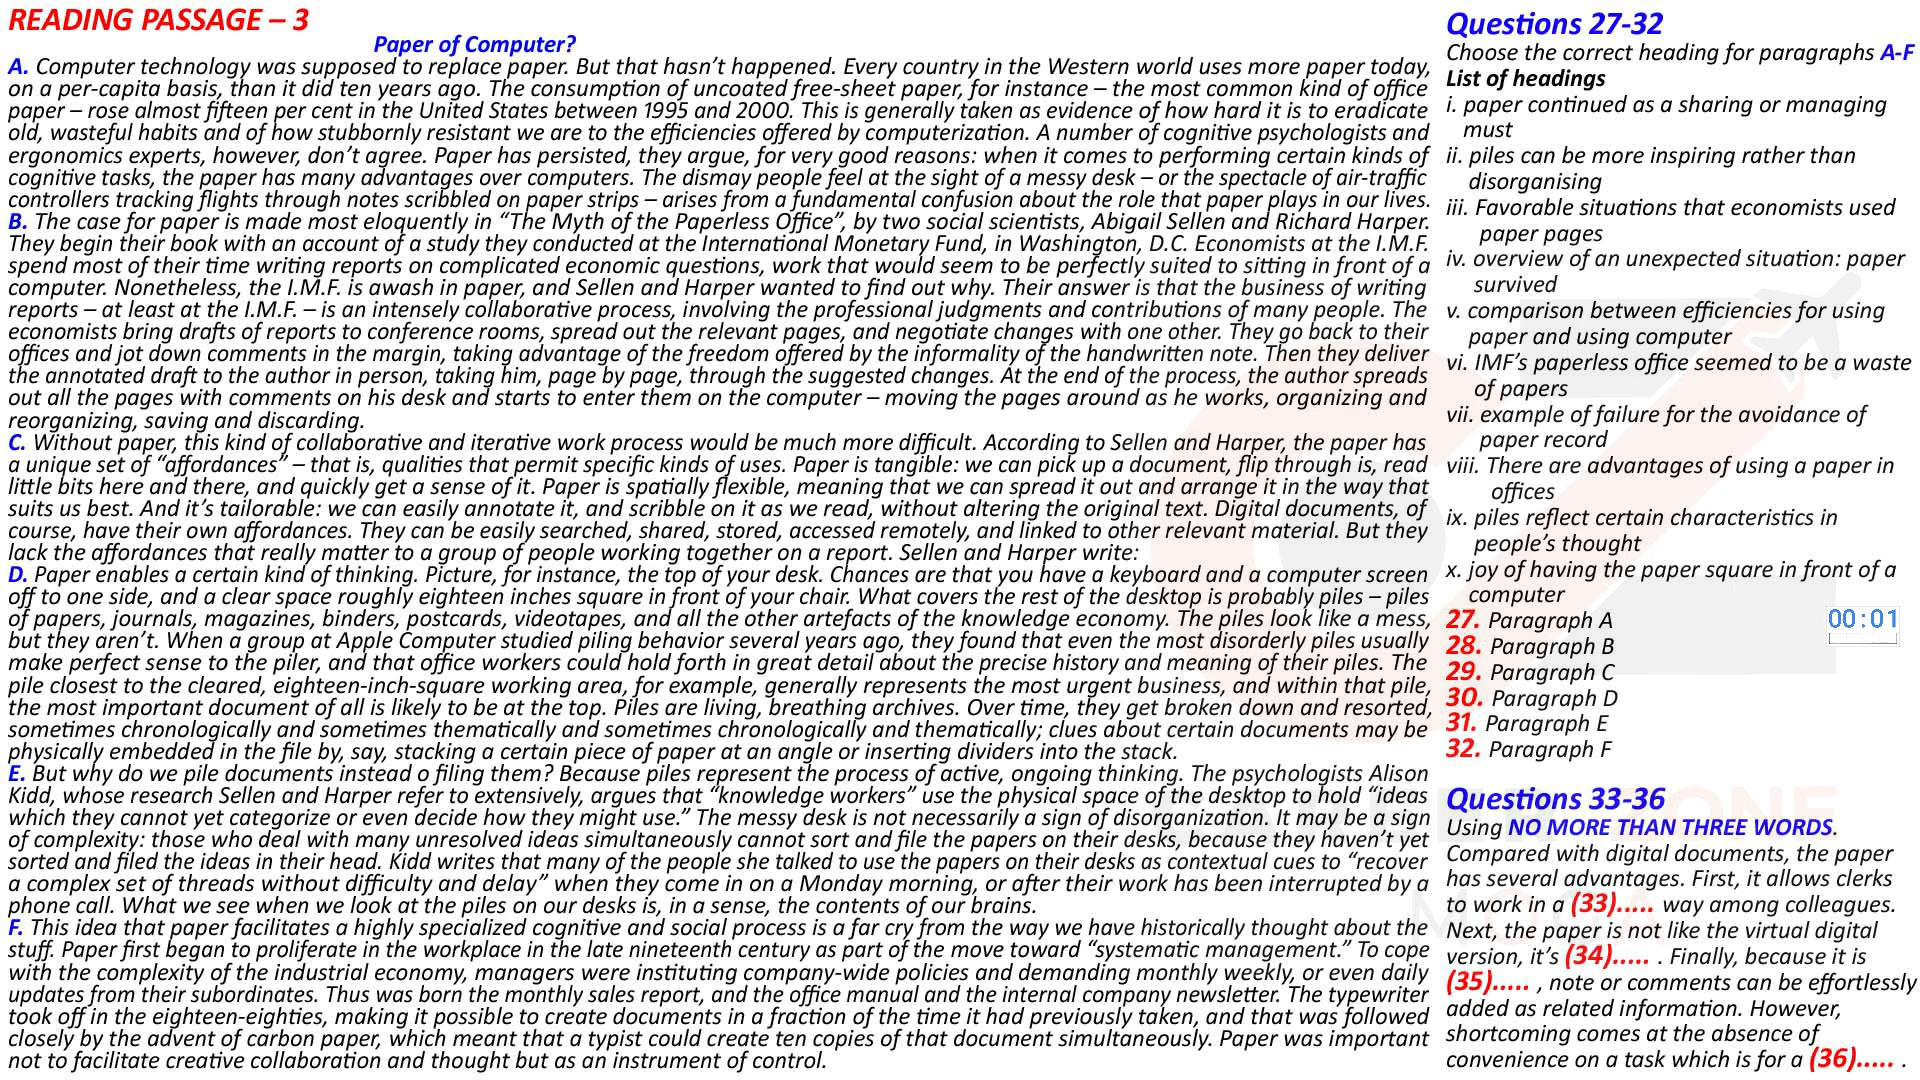 READING PASSAGE – 3
Paper of Computer?
A. Computer technology was supposed to replace paper. But that hasn't happened. Every country in the Western world uses more paper today,
on a per-capita basis, than it did ten years ago. The consumption of uncoated free-sheet paper, for instance – the most common kind of office
paper – rose almost fifteen per cent in the United States between 1995 and 2000. This is generally taken as evidence of how hard it is to eradicate
old, wasteful habits and of how stubbornly resistant we are to the efficiencies offered by computerization. A number of cognitive psychologists and
ergonomics experts, however, don't agree. Paper has persisted, they argue, for very good reasons: when it comes to performing certain kinds of
cognitive tasks, the paper has many advantages over computers. The dismay people feel at the sight of a messy desk – or the spectacle of air-traffic
controllers tracking flights through notes scribbled on paper strips – arises from a fundamental confusion about the role that paper plays in our lives.
B. The case for paper is made most eloquently in "The Myth of the Paperless Office", by two social scientists, Abigail Sellen and Richard Harper.
They begin their book with an account of a study they conducted at the International Monetary Fund, in Washington, D.C. Economists at the I.M.F.
spend most of their time writing reports on complicated economic questions, work that would seem to be perfectly suited to sitting in front of a
computer. Nonetheless, the I.M.F. is awash in paper, and Sellen and Harper wanted to find out why. Their answer is that the business of writing
reports – at least at the I.M.F. – is an intensely collaborative process, involving the professional judgments and contributions of many people. The
economists bring drafts of reports to conference rooms, spread out the relevant pages, and negotiate changes with one other. They go back to their
offices and jot down comments in the margin, taking advantage of the freedom offered by the informality of the handwritten note. Then they deliver
the annotated draft to the author in person, taking him, page by page, through the suggested changes. At the end of the process, the author spreads
out all the pages with comments on his desk and starts to enter them on the computer – moving the pages around as he works, organizing and
reorganizing, saving and discarding.
C. Without paper, this kind of collaborative and iterative work process would be much more difficult. According to Sellen and Harper, the paper has
a unique set of "affordances" – that is, qualities that permit specific kinds of uses. Paper is tangible: we can pick up a document, flip through is, read
little bits here and there, and quickly get a sense of it. Paper is spatially flexible, meaning that we can spread it out and arrange it in the way that
suits us best. And it's tailorable: we can easily annotate it, and scribble on it as we read, without altering the original text. Digital documents, of
course, have their own affordances. They can be easily searched, shared, stored, accessed remotely, and linked to other relevant material. But they
lack the affordances that really matter to a group of people working together on a report. Sellen and Harper write:
D. Paper enables a certain kind of thinking. Picture, for instance, the top of your desk. Chances are that you have a keyboard and a computer screen
off to one side, and a clear space roughly eighteen inches square in front of your chair. What covers the rest of the desktop is probably piles – piles
of papers, journals, magazines, binders, postcards, videotapes, and all the other artefacts of the knowledge economy. The piles look like a mess,
but they aren't. When a group at Apple Computer studied piling behavior several years ago, they found that even the most disorderly piles usually
make perfect sense to the piler, and that office workers could hold forth in great detail about the precise history and meaning of their piles. The
pile closest to the cleared, eighteen-inch-square working area, for example, generally represents the most urgent business, and within that pile,
the most important document of all is likely to be at the top. Piles are living, breathing archives. Over time, they get broken down and resorted,
sometimes chronologically and sometimes thematically and sometimes chronologically and thematically; clues about certain documents may be
physically embedded in the file by, say, stacking a certain piece of paper at an angle or inserting dividers into the stack.
E. But why do we pile documents instead o filing them? Because piles represent the process of active, ongoing thinking. The psychologists Alison
Kidd, whose research Sellen and Harper refer to extensively, argues that "knowledge workers" use the physical space of the desktop to hold "ideas
which they cannot yet categorize or even decide how they might use." The messy desk is not necessarily a sign of disorganization. It may be a sign
of complexity: those who deal with many unresolved ideas simultaneously cannot sort and file the papers on their desks, because they haven't yet
sorted and filed the ideas in their head. Kidd writes that many of the people she talked to use the papers on their desks as contextual cues to "recover
a complex set of threads without difficulty and delay" when they come in on a Monday morning, or after their work has been interrupted by a
phone call. What we see when we look at the piles on our desks is, in a sense, the contents of our brains.
F. This idea that paper facilitates a highly specialized cognitive and social process is a far cry from the way we have historically thought about the
stuff. Paper first began to proliferate in the workplace in the late nineteenth century as part of the move toward "systematic management." To cope
with the complexity of the industrial economy, managers were instituting company-wide policies and demanding monthly weekly, or even daily
updates from their subordinates. Thus was born the monthly sales report, and the office manual and the internal company newsletter. The typewriter
took off in the eighteen-eighties, making it possible to create documents in a fraction of the time it had previously taken, and that was followed
closely by the advent of carbon paper, which meant that a typist could create ten copies of that document simultaneously. Paper was important
not to facilitate creative collaboration and thought but as an instrument of control.
Questions 27-32
Choose the correct heading for paragraphs A-F
List of headings
i. paper continued as a sharing or managing
must
ii. piles can be more inspiring rather than
disorganising
iii. Favorable situations that economists used
paper pages
iv. overview of an unexpected situation: paper
survived
v. comparison between efficiencies for using
paper and using computer
vi. IMF's paperless office seemed to be a waste
of papers
vii. example of failure for the avoidance of
paper record
viii. There are advantages of using a paper in
offices
ix. piles reflect certain characteristics in
people's thought
x. joy of having the paper square in front of a
computer
27. Paragraph A
28. Paragraph B
29. Paragraph C
30. Paragraph D
31. Paragraph E
32. Paragraph F
00:01
Questions 33-36
Using NO MORE THAN THREE WORDS.
Compared with digital documents, the paper
has several advantages. First, it allows clerks
to work in a (33)..... way among colleagues.
Next, the paper is not like the virtual digital
version, it's (34)..... . Finally, because it is
(35)..... , note or comments can be effortlessly
added as related information. However,
shortcoming comes at the absence of
convenience on a task which is for a (36)..... .